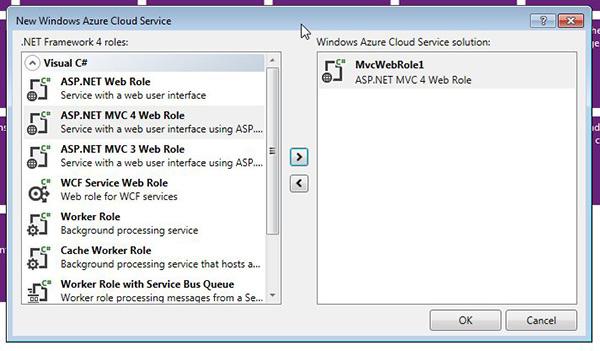 New Windows Azure Cloud Service
.NET Framework 4 roles:
Visual C#
ASP.NET Web Role
Service with a web user interface
ASP.NET MVC 4 Web Role
Service with a web user interface using ASP....
ASP.NET MVC 3 Web Role
Service with a web user interface using ASP....
WCF Service Web Role
Web role for WCF services
Worker Role
Background processing service
Cache Worker Role
Background processing service that hosts a...
Worker Role with Service Bus Queue
Worker role processing messages from a Se...
Windows Azure Cloud Service solution:
MvcWebRole1
ASP.NET MVC 4 Web Role
OK
Cancel